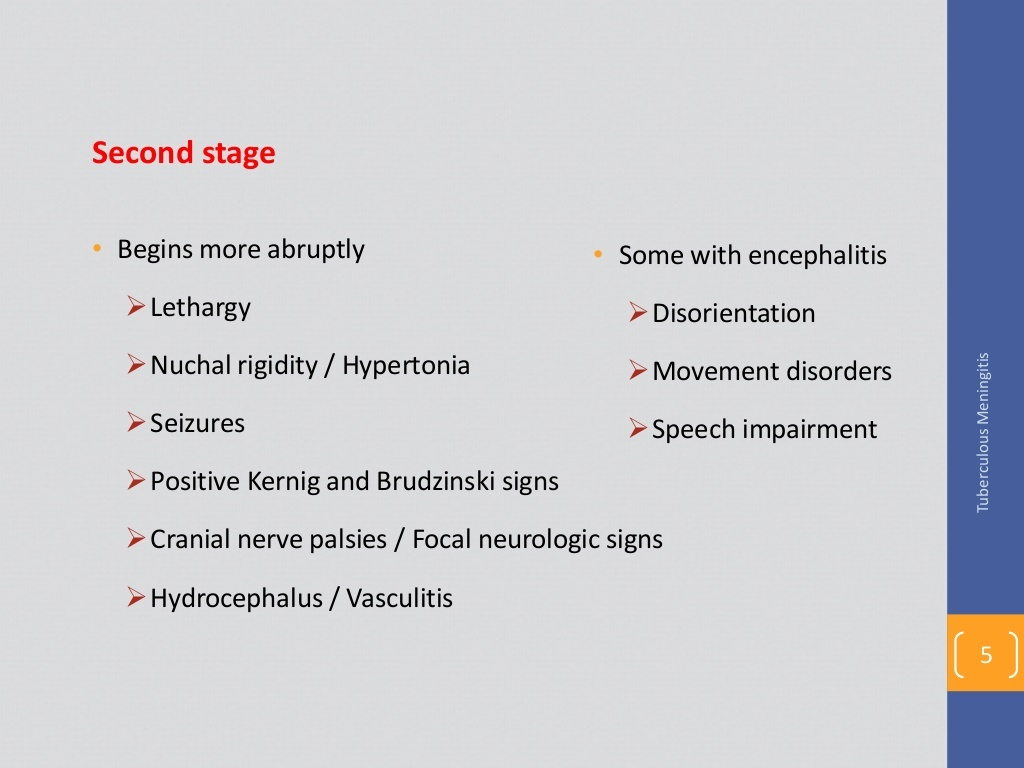 Second stage
• Begins more abruptly
➢ Lethargy
➢ Nuchal rigidity / Hypertonia
➢ Seizures
➢ Positive Kernig and Brudzinski signs
➢ Cranial nerve palsies / Focal neurologic signs
➢ Hydrocephalus / Vasculitis
• Some with encephalitis
➢ Disorientation
➢ Movement disorders
➢ Speech impairment
Tuberculous Meningitis
5